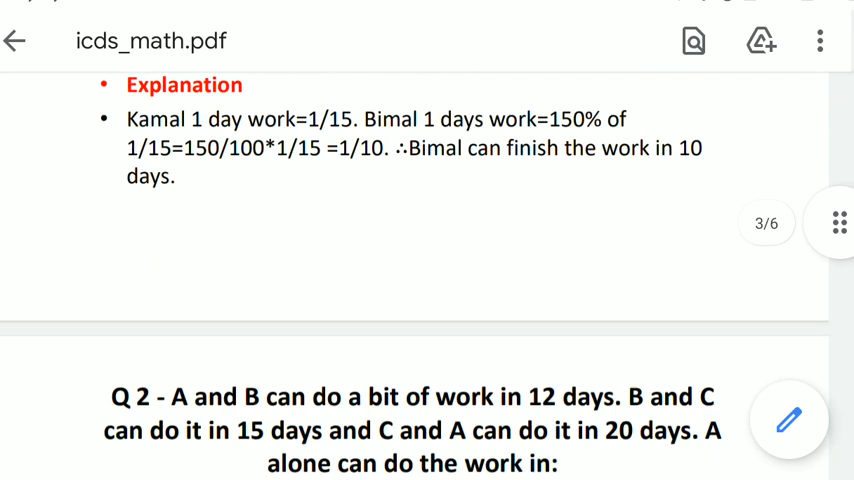 icds_math.pdf
• Explanation
• Kamal 1 day work=1/15. Bimal 1 days work=150% of
1/15=150/100*1/15 =1/10. ∴Bimal can finish the work in 10
days.
3/6
Q 2 - A and B can do a bit of work in 12 days. B and C
can do it in 15 days and C and A can do it in 20 days. A
alone can do the work in: